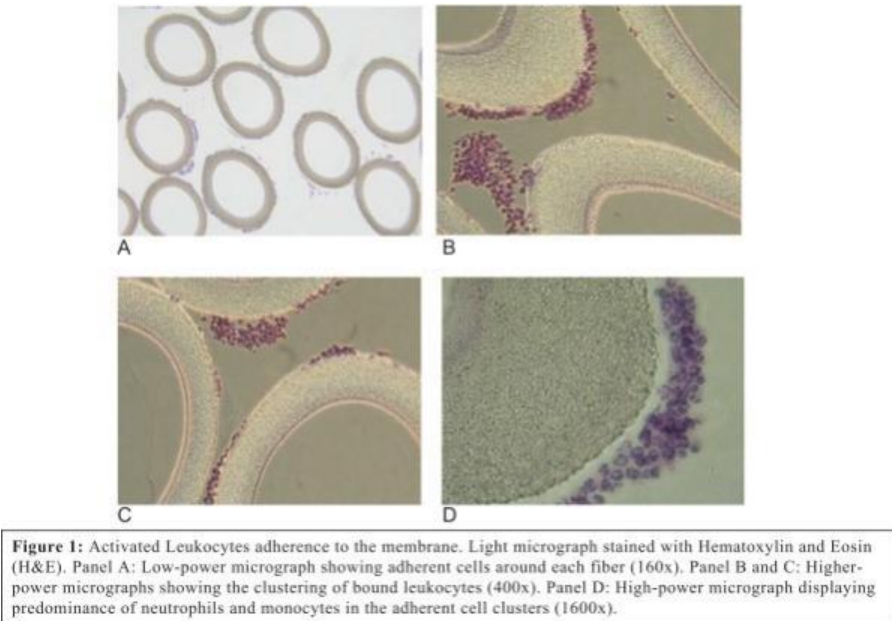 A
B
C
D
Figure 1: Activated Leukocytes adherence to the membrane. Light micrograph stained with Hematoxylin and Eosin
(H&E). Panel A: Low-power micrograph showing adherent cells around each fiber (160x). Panel B and C: Higher-
power micrographs showing the clustering of bound leukocytes (400x). Panel D: High-power micrograph displaying
predominance of neutrophils and monocytes in the adherent cell clusters (1600x).